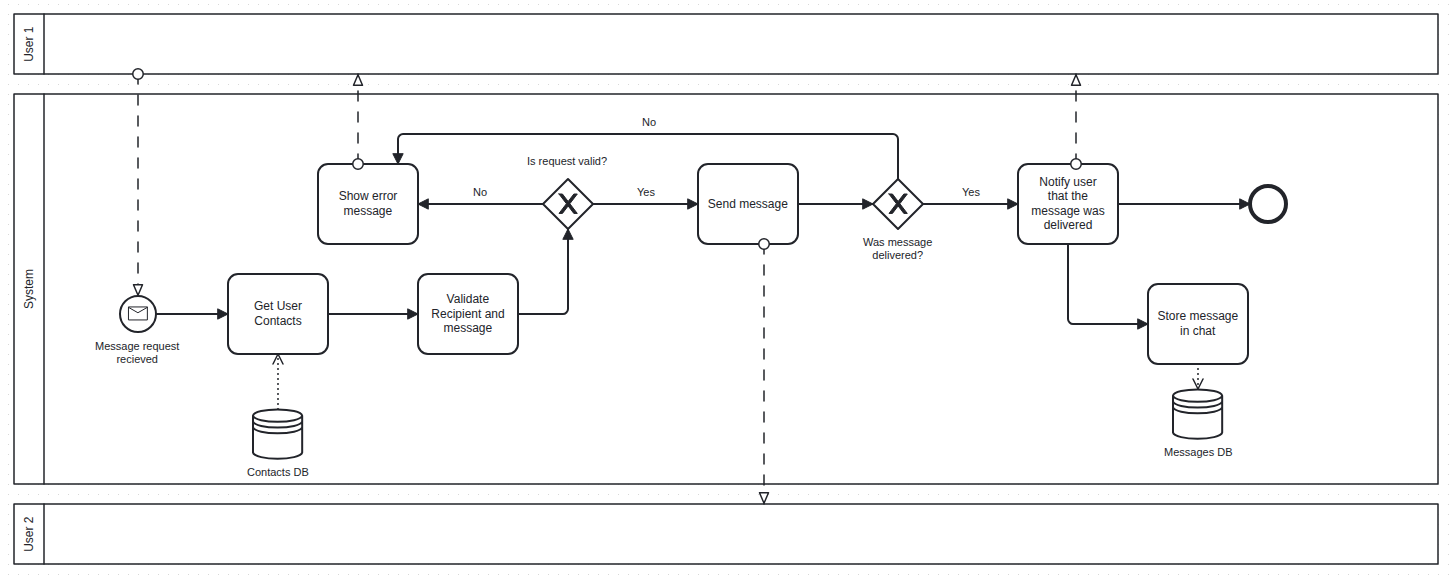 User 1
System
No
Is request valid?
Show error
message
No
Yes
Send message
Was message
delivered?
Yes
Notify user
that the
message was
delivered
Message request
recieved
Get User
Contacts
Validate
Recipient and
message
Store message
in chat
Contacts DB
Messages DB
User 2